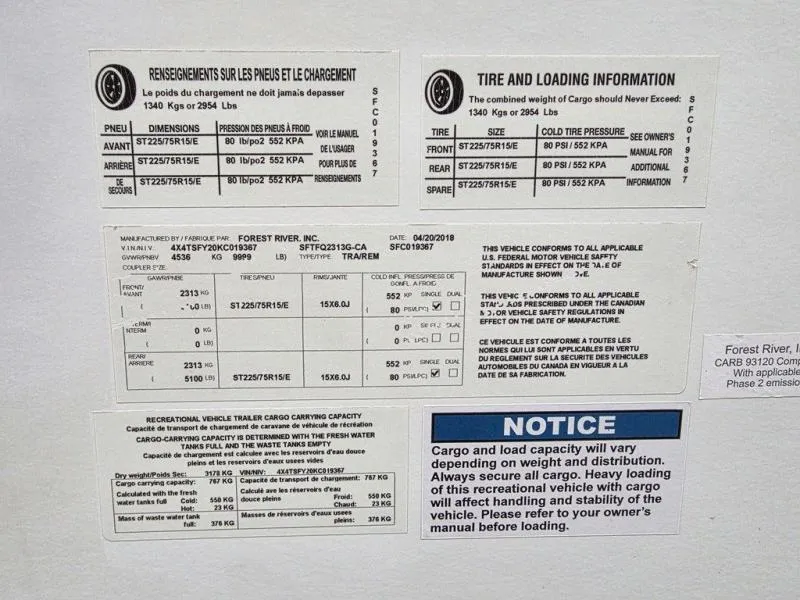 RENSEIGNEMENTS SUR LES PNEUS ET LE CHARGEMENT
Le poids du chargement ne doit jamais depasser
1340 Kgs or 2954 Lbs
SFC019367
PNEU DIMENSIONS PRESSION DES PNEUS À FROID VOIR LE MANUEL
AVANT ST225/75R15/E 80 lb/po2 552 KPA DE L'USAGER
ARRIÈRE ST225/75R15/E 80 lb/po2 552 KPA POUR PLUS DE
DE SECOURS ST225/75R15/E 80 lb/po2 552 KPA RENSEIGNEMENTS
TIRE AND LOADING INFORMATION
The combined weight of Cargo should Never Exceed:
1340 Kgs or 2954 Lbs
SFC019367
TIRE SIZE COLD TIRE PRESSURE SEE OWNER'S
FRONT ST225/75R15/E 80 PSI / 552 KPA MANUAL FOR
REAR ST225/75R15/E 80 PSI / 552 KPA ADDITIONAL
SPARE ST225/75R15/E 80 PSI / 552 KPA INFORMATION
MANUFACTURED BY / FABRIQUE PAR: FOREST RIVER, INC. DATE: 04/20/2018
V.I.N./N.I.V. 4X4TSFY20KC019367 SFTFQ2313G-CA SFC019367
GVWR/PNBV 4536 KG 9999 LB) TYPE/TYPE TRA/REM
COUPLER SIZE
GAWR/PNBE TIRES/PNEU RIMS/JANTE COLD INFL. PRESS/PRESS DE
GONFL. A FROID
FRONT/
AVANT 2313 KG ST225/75R15/E 15X6.0J 552 KP SINGLE DUAL
( LB) 80 PSI/LPC)
INTERM 0 KG 0 KP
( 0 LB) ( 0
REAR/
ARRIERE 2313 KG 552 KP SINGLE DUAL
( 5100 LB) ST225/75R15/E 15X6.0J ( 80 PSI/LPC)
THIS VEHICLE CONFORMS TO ALL APPLICABLE
U.S. FEDERAL MOTOR VEHICLE SAFETY
STANDARDS IN EFFECT ON THE DATE OF
MANUFACTURE SHOWN
THIS VEHICLE CONFORMS TO ALL APPLICABLE
PRESCRIBED UNDER THE CANADIAN
OR VEHICLE SAFETY REGULATIONS IN
EFFECT ON THE DATE OF MANUFACTURE.
CE VEHICULE EST CONFORME A TOUTES LES
NORMES QUI LUI SONT APPLICABLES EN VERTU
DU REGLEMENT SUR LA SECURITE DES VEHICULES
AUTOMOBILES DU CANADA EN VIGUEUR A LA
DATE DE SA FABRICATION.
Forest River, In
CARB 93120 Comp
With applicable
Phase 2 emissio
RECREATIONAL VEHICLE TRAILER CARGO CARRYING CAPACITY
Capacité de transport de chargement de caravane de véhicule de récréation
CARGO-CARRYING CAPACITY IS DETERMINED WITH THE FRESH WATER
TANKS FULL AND THE WASTE TANKS EMPTY
Capacité de chargement est calculée avec les réservoirs d'eau douce
pleins et les reservoirs d'eaux usees vides
Dry weight/Poids Sec: 3178 KG VIN/NIV: 4X4TSFY20KC019367
Cargo carrying capacity: 767 KG Capacité de transport de chargement: 767 KG
Calculated with the fresh Calculé ave les réservoirs d'eau
water tanks full Cold: 550 KG douce pleins Froid: 550 KG
Hot: 23 KG Chaud: 23 KG
Mass of waste water tank Masses de réservoirs d'eaux usees
full: 376 KG pleins: 376 KG
NOTICE
Cargo and load capacity will vary
depending on weight and distribution.
Always secure all cargo. Heavy loading
of this recreational vehicle with cargo
will affect handling and stability of the
vehicle. Please refer to your owner's
manual before loading.